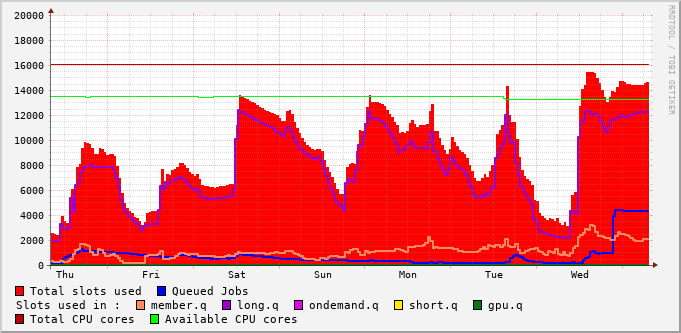 20000
18000
16000
14000
12000
10000
8000
6000
4000
2000
0
Thu Fri Sat Sun Mon Tue Wed
RRDTOOL / TOBI OETIKER
Total slots used Queued Jobs
Slots used in : member.q long.q ondemand.q short.q gpu.q
Total CPU cores Available CPU cores